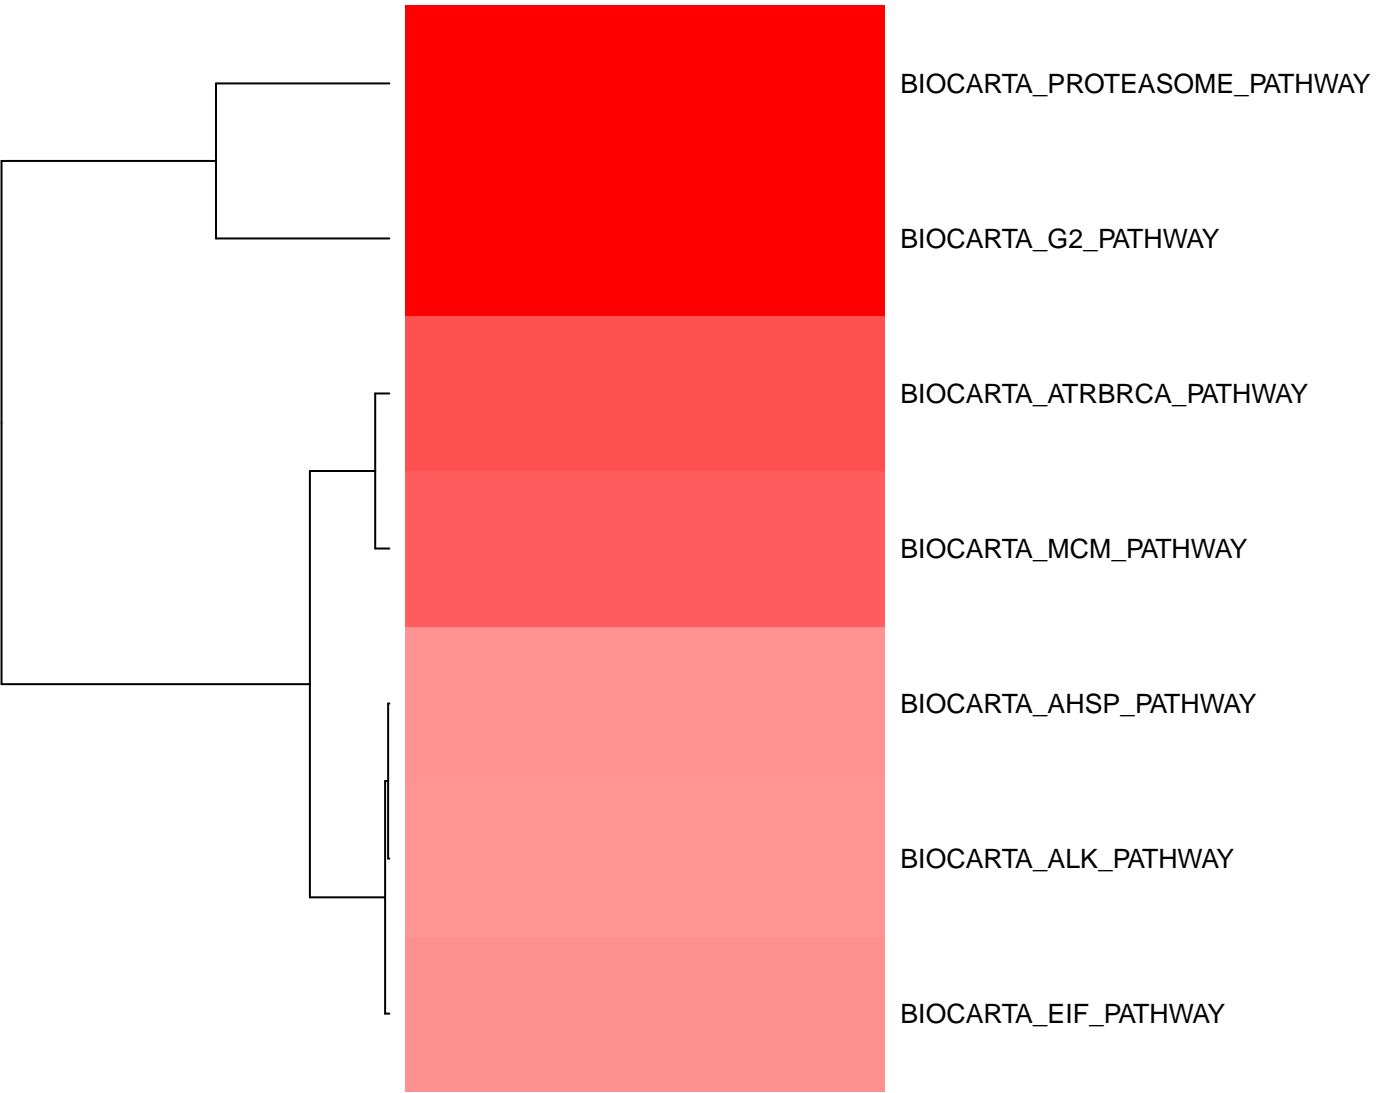 BIOCARTA_PROTEASOME_PATHWAY
BIOCARTA_G2_PATHWAY
BIOCARTA_ATRBRCA_PATHWAY
BIOCARTA_MCM_PATHWAY
BIOCARTA_AHSP_PATHWAY
BIOCARTA_ALK_PATHWAY
BIOCARTA_EIF_PATHWAY